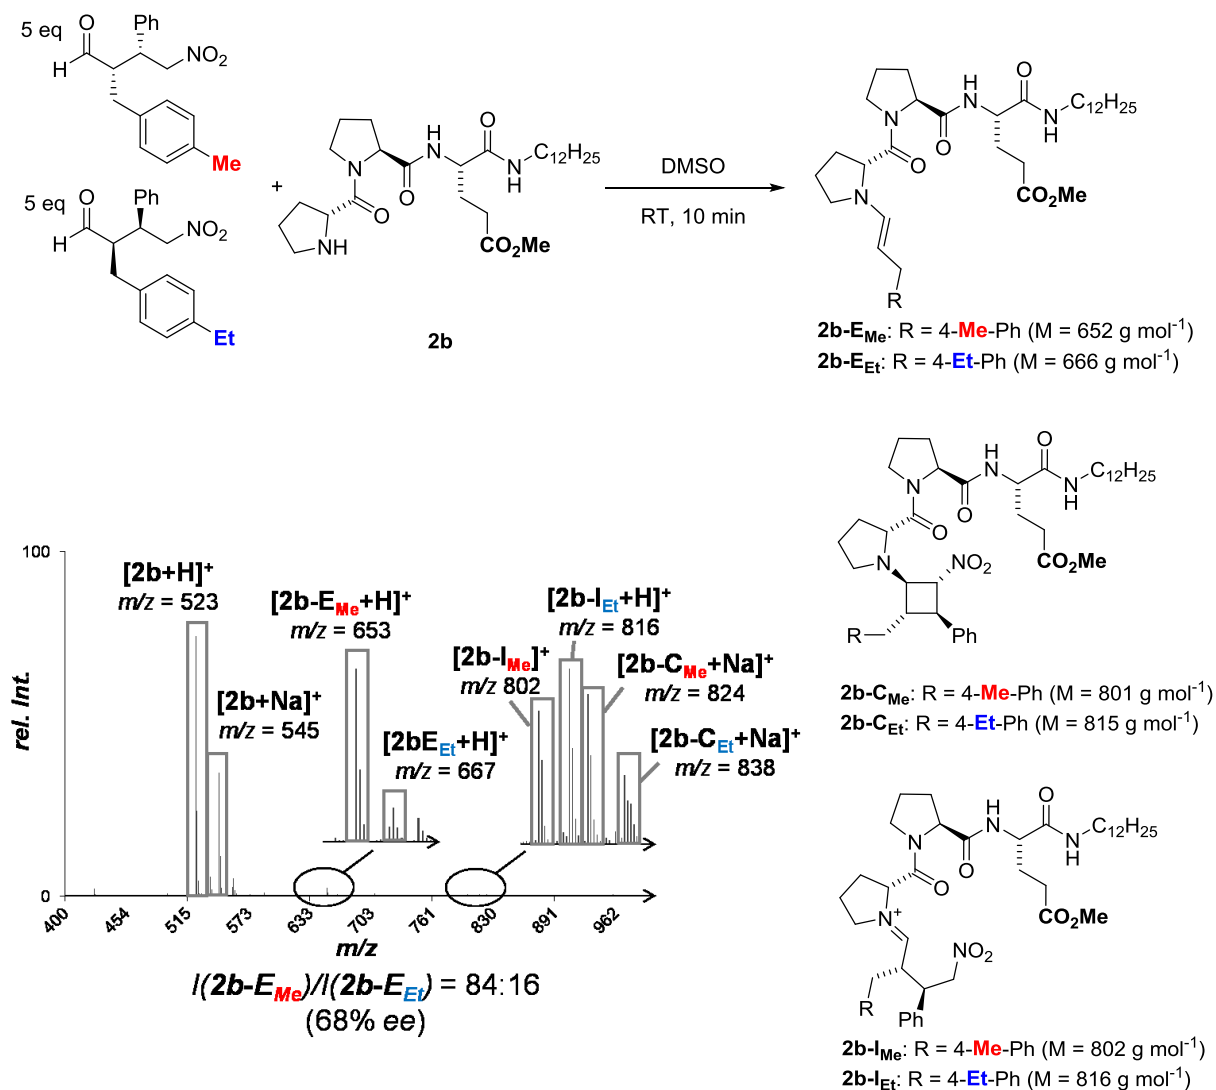 5 eq
O
H
Ph
NO2
Me
5 eq
O
H
Ph
NO2
Et
+
O
N
O
H
N
O
N
H
C12H25
CO2Me
NH
2b
DMSO
RT, 10 min
O
N
O
H
N
O
N
H
C12H25
CO2Me
N
R
2b-EMe: R = 4-Me-Ph (M = 652 g mol-1)
2b-EEt: R = 4-Et-Ph (M = 666 g mol-1)
O
N
O
H
N
O
N
H
C12H25
CO2Me
N
NO2
R
Ph
2b-CMe: R = 4-Me-Ph (M = 801 g mol-1)
2b-CEt: R = 4-Et-Ph (M = 815 g mol-1)
O
N
O
H
N
O
N
H
C12H25
CO2Me
N+
NO2
R
Ph
2b-IMe: R = 4-Me-Ph (M = 802 g mol-1)
2b-IEt: R = 4-Et-Ph (M = 816 g mol-1)
100
rel. Int.
0
[2b+H]+
m/z = 523
[2b+Na]+
m/z = 545
[2b-EMe+H]+
m/z = 653
[2bEEt+H]+
m/z = 667
[2b-IEt+H]+
m/z = 816
[2b-IMe]+
m/z 802
[2b-CMe+Na]+
m/z = 824
[2b-CEt+Na]+
m/z = 838
400 454 515 573 633 703 761 830 891 962
m/z
I(2b-EMe)/I(2b-EEt) = 84:16
(68% ee)